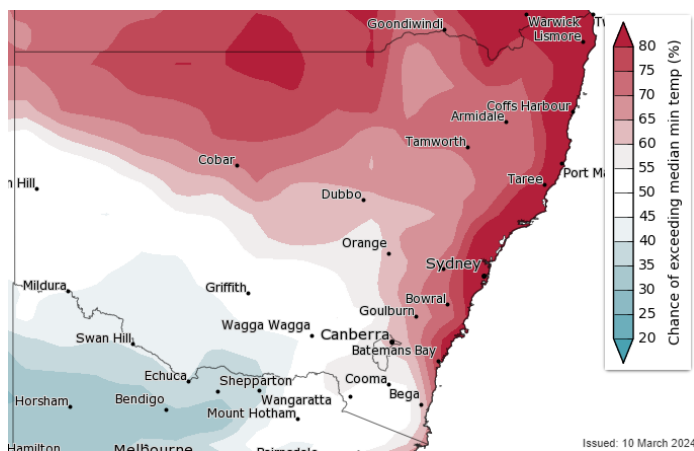 Goondiwindi
Warwick
Lismore
Coffs Harbour
Armidale
Tamworth
Cobar
Port Ma
Taree
n Hill
Dubbo
Orange
Sydney
Mildura
Griffith
Bowral
Goulburn
Wagga Wagga
Canberra
Swan Hill
Batemans Bay
Echuca
Shepparton
Cooma
Horsham
Bendigo
Wangaratta
Bega
Mount Hotham
Hamilton
Melbourne
Bairnsdale
80
75
70
65
60
55
50
45
40
35
30
25
20
Chance of exceeding median min temp (%)
Issued: 10 March 2024